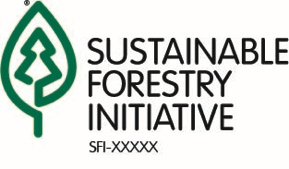 ®
SUSTAINABLE
FORESTRY
INITIATIVE
SFI-XXXXX